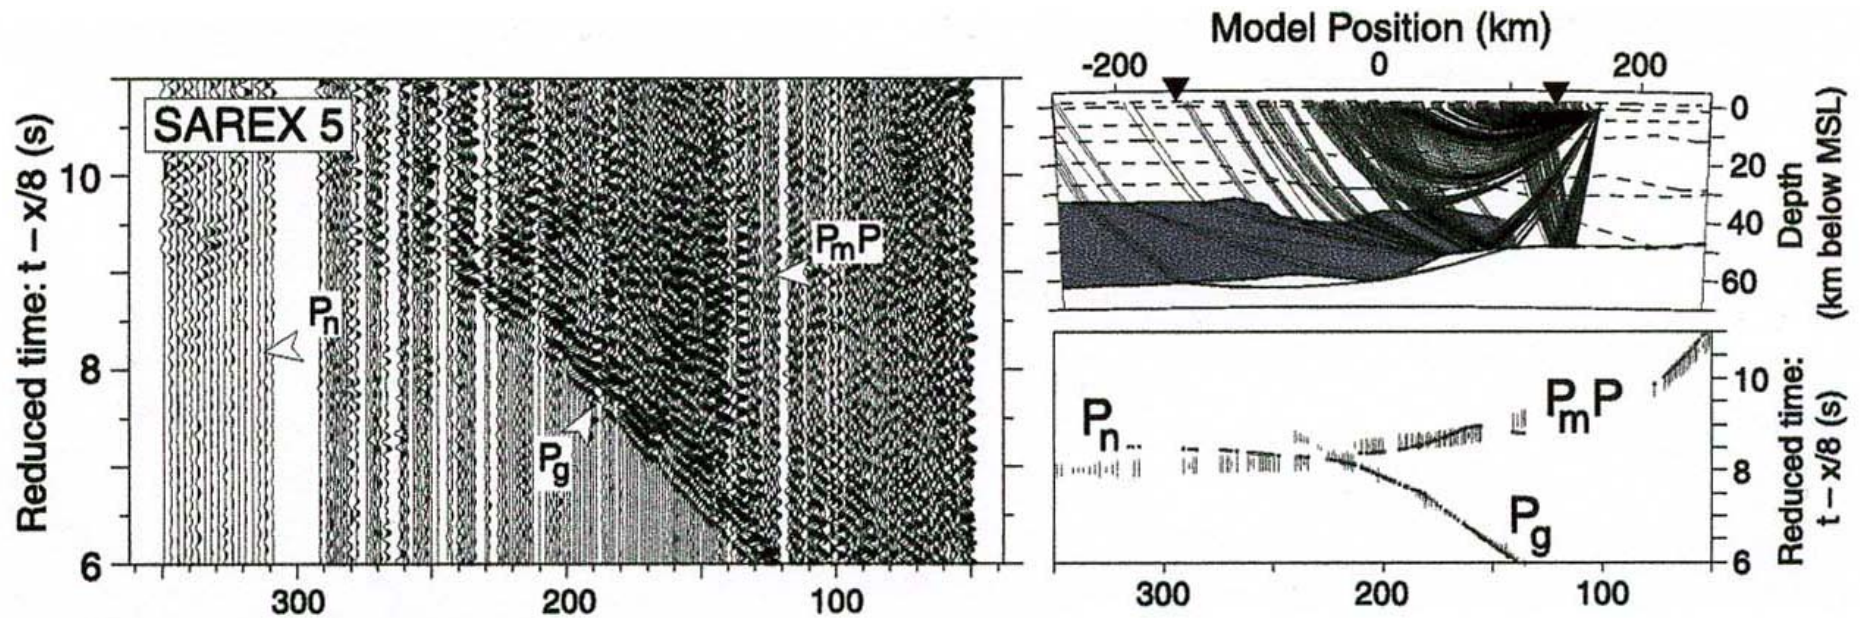 SAREX 5
Reduced time: t – x/8 (s)
10
8
6
Pn
PmP
Pg
300 200 100
Model Position (km)
-200 0 200
0
20
40
60
Depth
(km below MSL)
Pn
PmP
Pg
10
8
6
Reduced time:
t – x/8 (s)
300 200 100